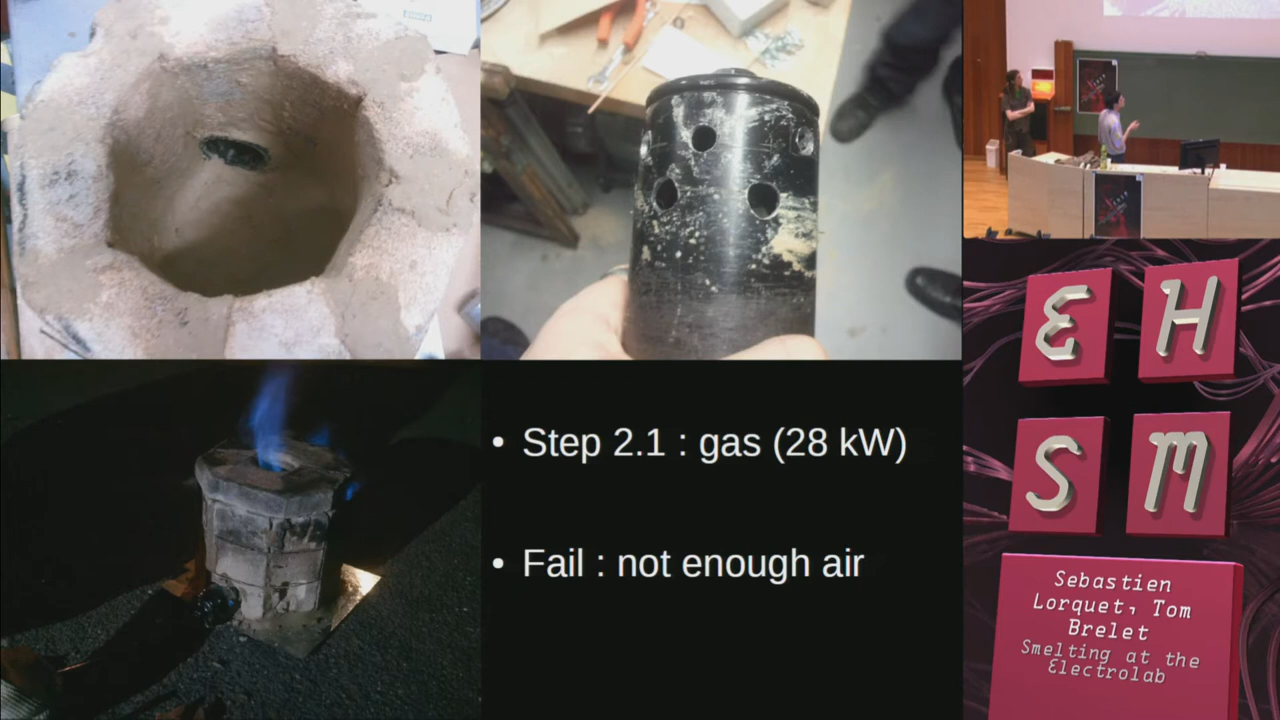 • Step 2.1 : gas (28 kW)
• Fail : not enough air
E H
S M
Sebastien
Lorquet, Tom
Brelet
Smelting at the
Electrolab